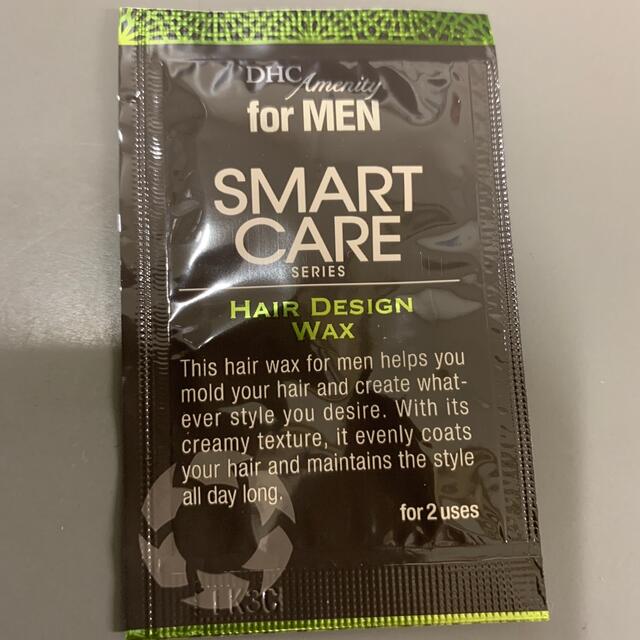 DHC Amenity
for MEN
SMART
CARE
SERIES
HAIR DESIGN
WAX
This hair wax for men helps you
mold your hair and create what-
ever style you desire. With its
creamy texture, it evenly coats
your hair and maintains the style
all day long.
for 2 uses